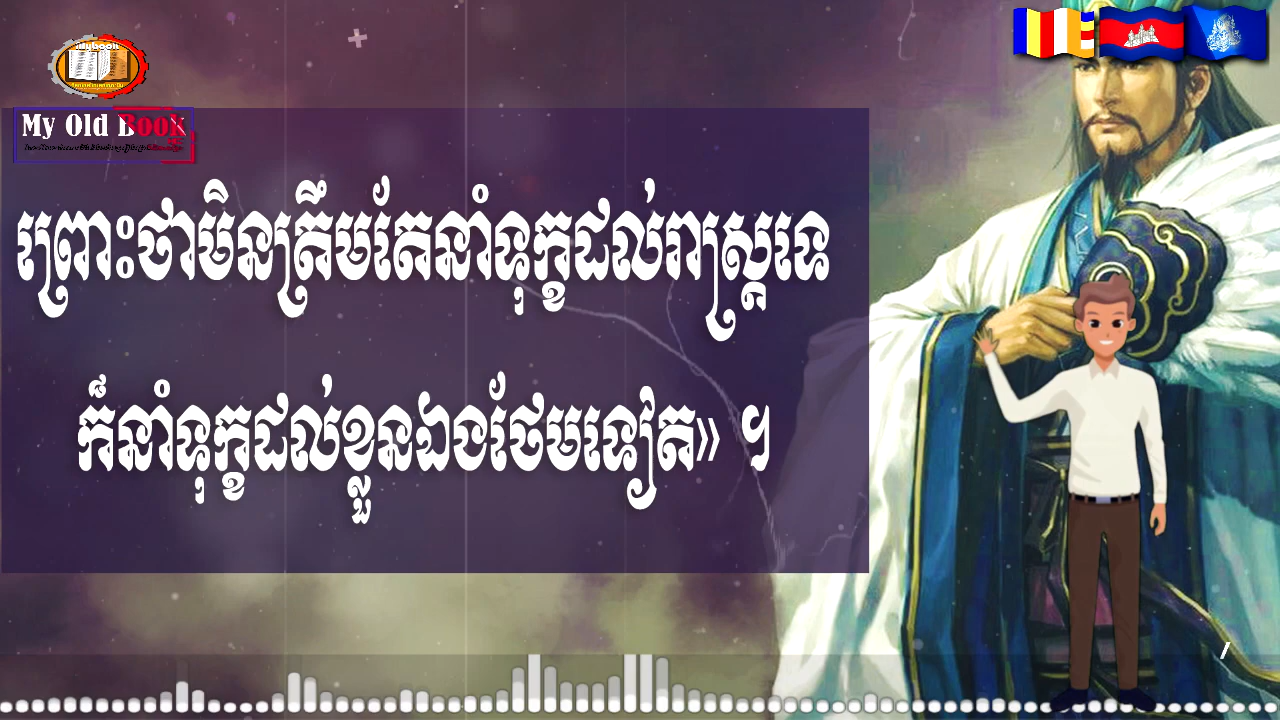 Mybook
My Old Book
ព្រោះថាមិនត្រឹមតែនាំទុក្ខដល់រាស្ត្រទេ
ក៏នាំទុក្ខដល់ខ្លួនឯងថែមទៀត» ។